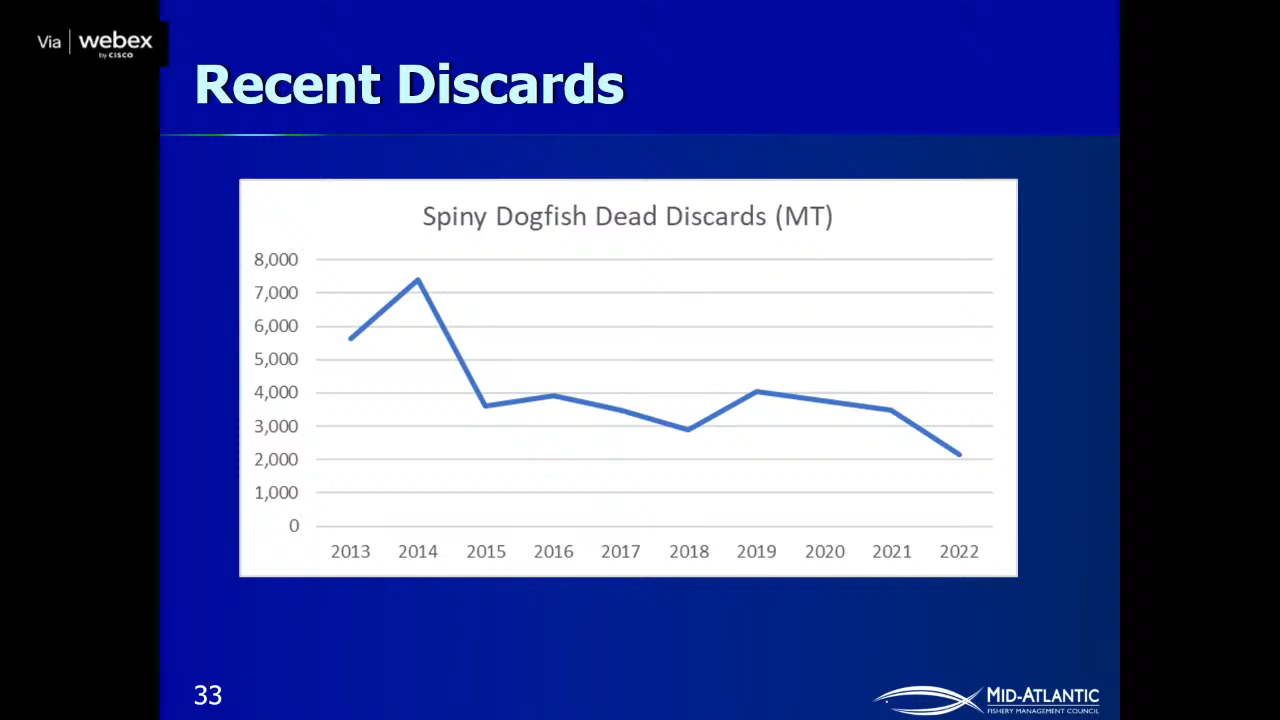 Via webex
by CISCO
Recent Discards
Spiny Dogfish Dead Discards (MT)
8,000
7,000
6,000
5,000
4,000
3,000
2,000
1,000
0
2013 2014 2015 2016 2017 2018 2019 2020 2021 2022
33
MID-ATLANTIC
FISHERY MANAGEMENT COUNCIL